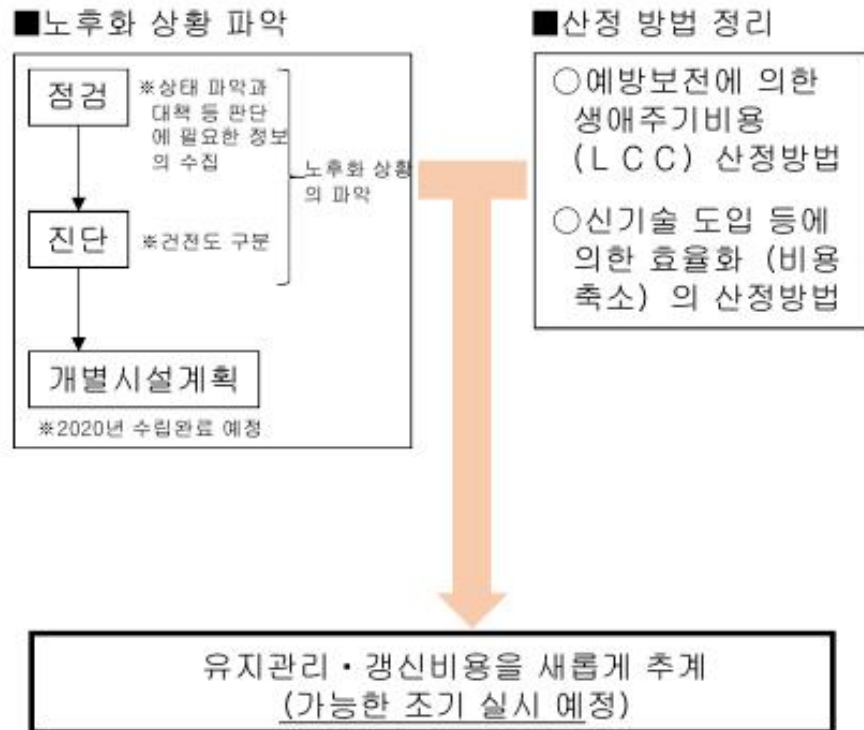 ■노후화 상황 파악
점검
※상태 파악과
대책 등 판단
에 필요한 정보
의 수집
노후화 상황
의 파악
진단
※건전도 구분
개별시설계획
※2020년 수립완료 예정
■산정 방법 정리
○예방보전에 의한
생애주기비용
(LCC) 산정방법
○신기술 도입 등에
의한 효율화 (비용
축소) 의 산정방법
유지관리・갱신비용을 새롭게 추계
(가능한 조기 실시 예정)